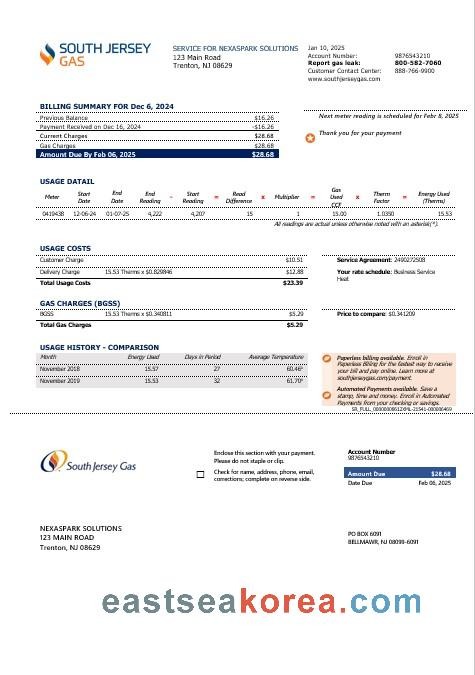 SOUTH JERSEY
GAS
SERVICE FOR NEXASPARK SOLUTIONS
123 Main Road
Trenton, NJ 08629
Jan 10, 2025
Account Number: 9876543210
Report gas leak: 800-582-7060
Customer Contact Center: 888-766-9900
www.southjerseygas.com
BILLING SUMMARY FOR Dec 6, 2024
Previous Balance $16.26
Payment Received on Dec 16, 2024 -$16.26
Current Charges $28.68
Gas Charges $28.68
Amount Due By Feb 06, 2025 $28.68
Next meter reading is scheduled for Febr 8, 2025
Thank you for your payment
USAGE DATAIL
Meter Start Date End Date End Reading - Start Reading = Read Difference x Multiplier = Gas Used CCF x Therm Factor = Energy Used (Therms)
0419438 12-06-24 01-07-25 4,222 4,207 15 1 15.00 1.0350 15.53
All readings are actual unless otherwise noted with an asterisk(*).
USAGE COSTS
Customer Charge $10.51
Delivery Charge 15.53 Therms x $0.829846 $12.88
Total Usage Costs $23.39
Service Agreement: 2490272508
Your rate schedule: Business Service
Heat
GAS CHARGES (BGSS)
BGSS 15.53 Therms x $0.340811 $5.29
Total Gas Charges $5.29
Price to compare: $0.341209
USAGE HISTORY - COMPARISON
Month Energy Used Days in Period Average Temperature
November 2018 15.57 27 60.46°
November 2019 15.53 32 61.70°
Paperless billing available. Enroll in
Paperless Billing for the fastest way to receive
your bill and pay online. Learn more at
southjerseygas.com/payment.
Automated Payments available. Save a
stamp, time and money. Enroll in Automated
Payments from your checking or savings.
South Jersey Gas
Enclose this section with your payment.
Please do not staple or clip.
Check for name, address, phone, email,
corrections; complete on reverse side.
Account Number
9876543210
Amount Due $28.68
Date Due Feb 06, 2025
NEXASPARK SOLUTIONS
123 MAIN ROAD
Trenton, NJ 08629
PO BOX 6091
BELLMAWR, NJ 08099-6091
eastseakorea.com